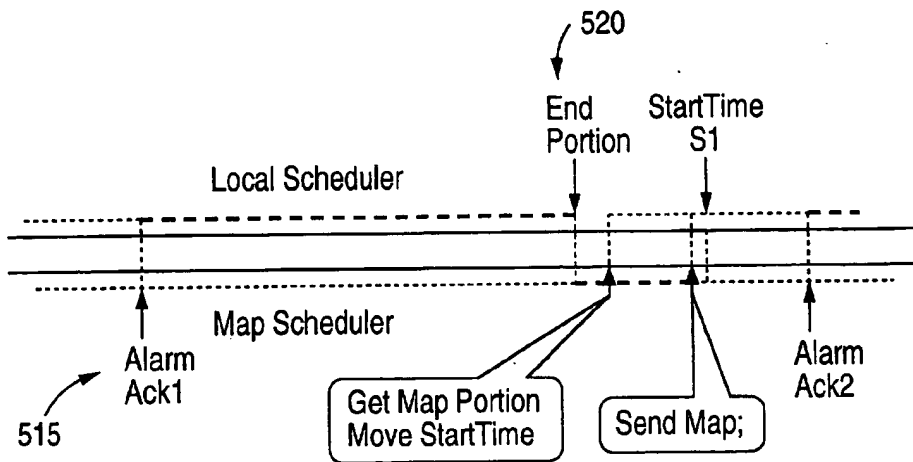 520
End
Portion
StartTime
S1
Local Scheduler
Map Scheduler
Alarm
Ack1
515
Get Map Portion
Move StartTime
Send Map;
Alarm
Ack2